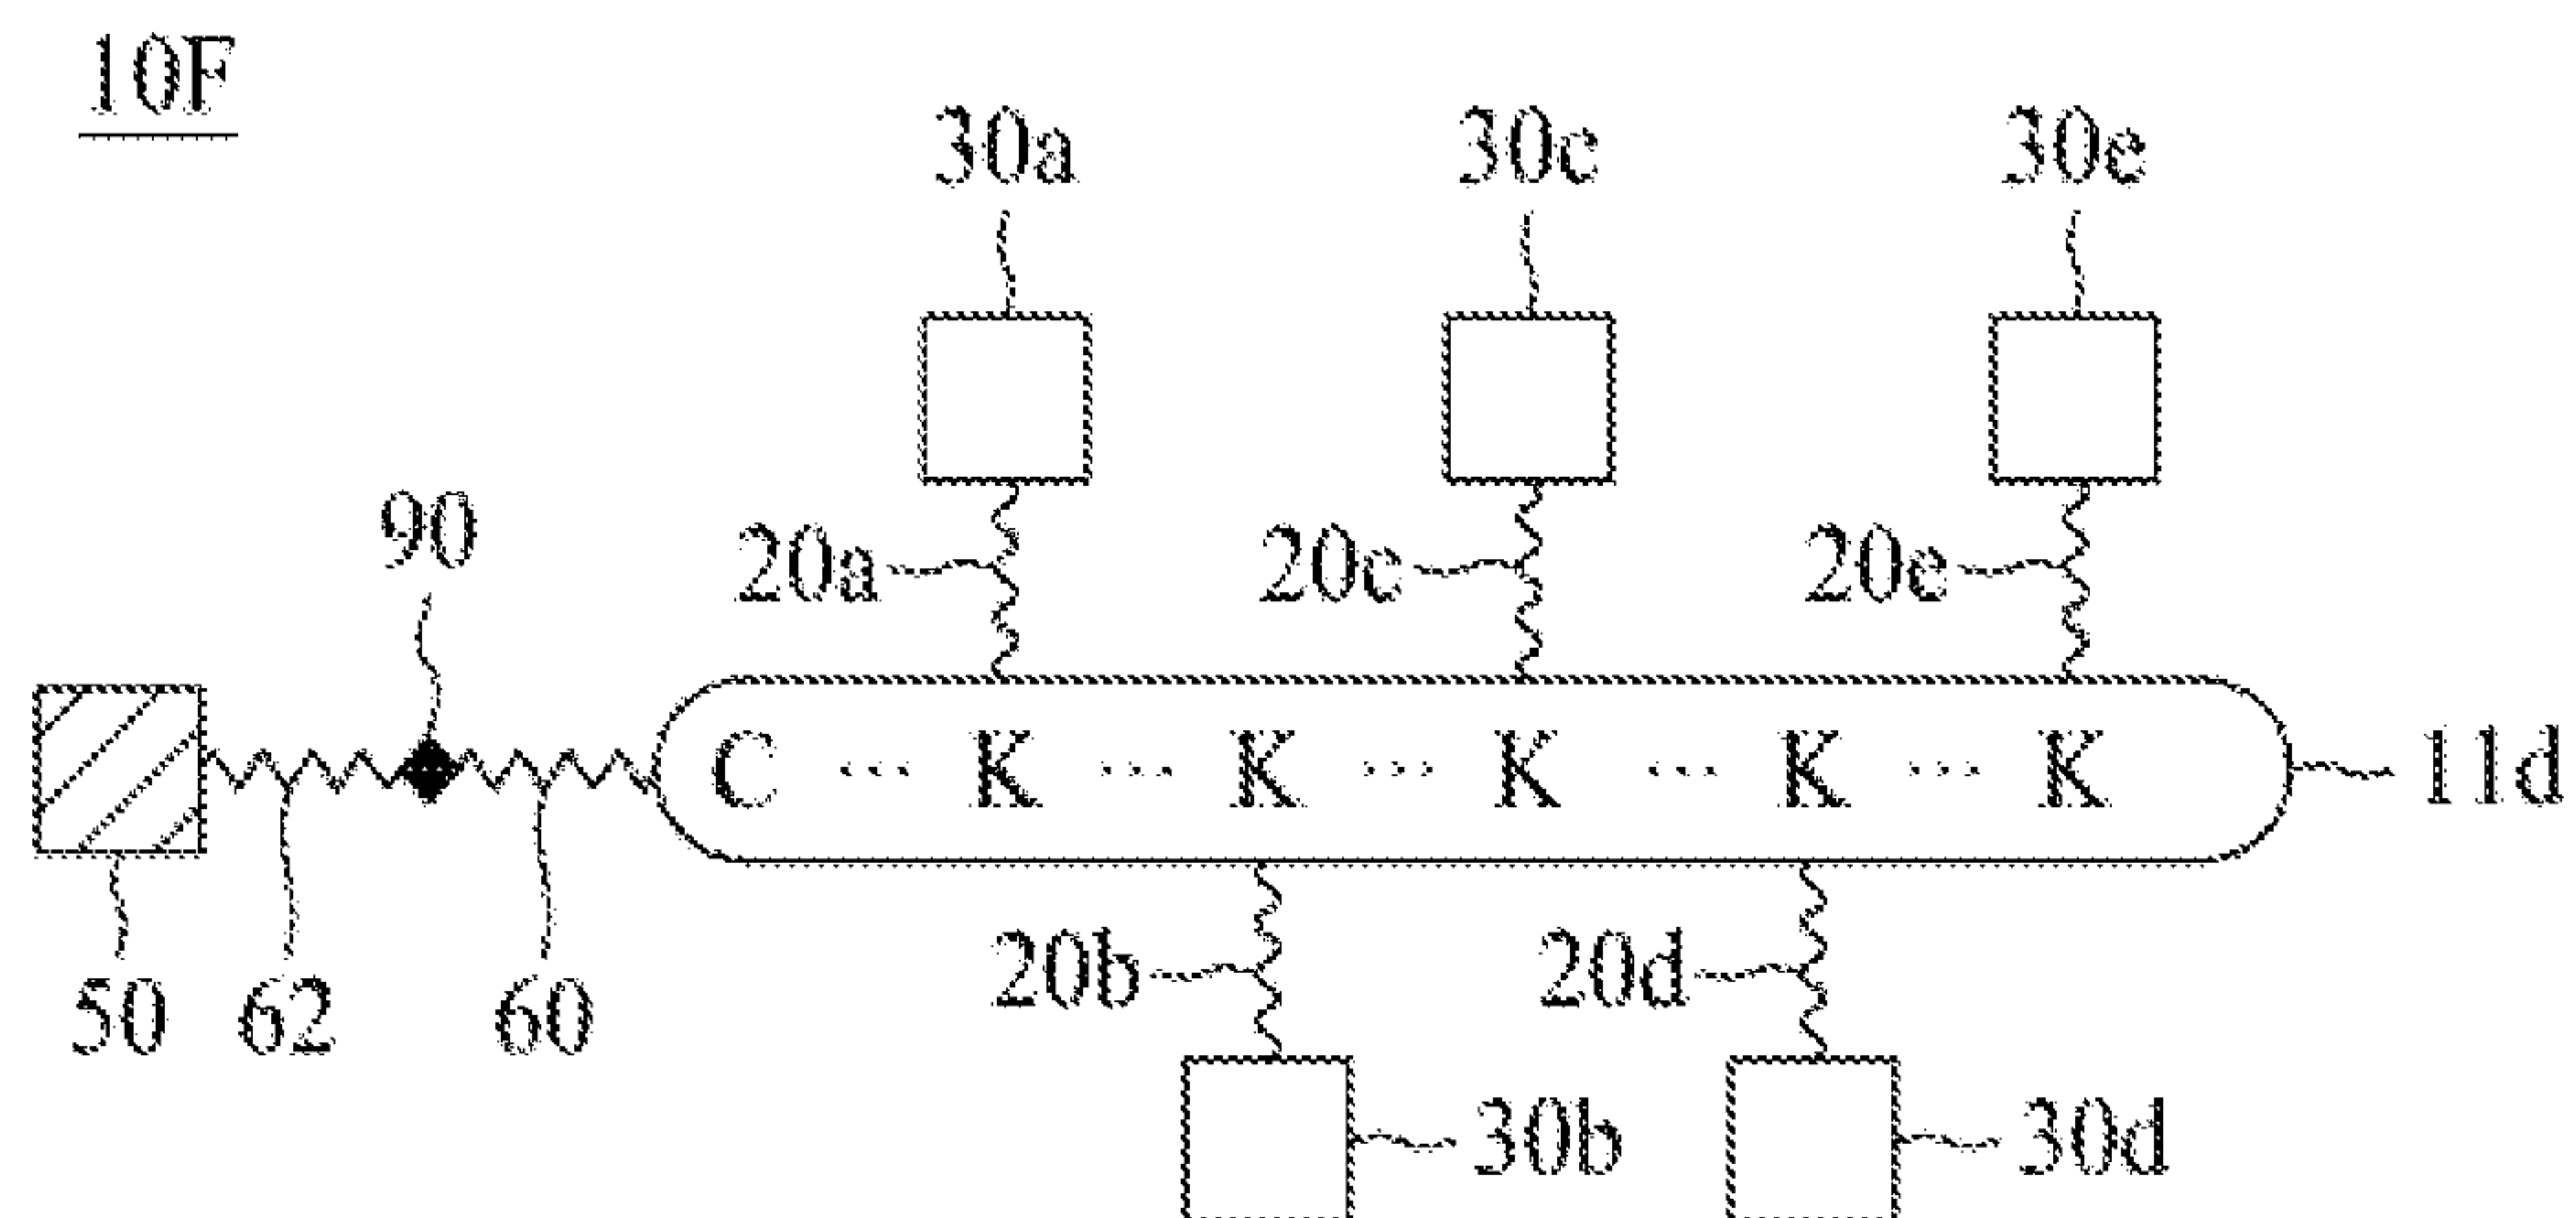 10F
30a 30c 30e
90 20a 20c 20e
C ... K ... K ... K ... K ... K 11d
50 62 60 20b 20d
30b 30d